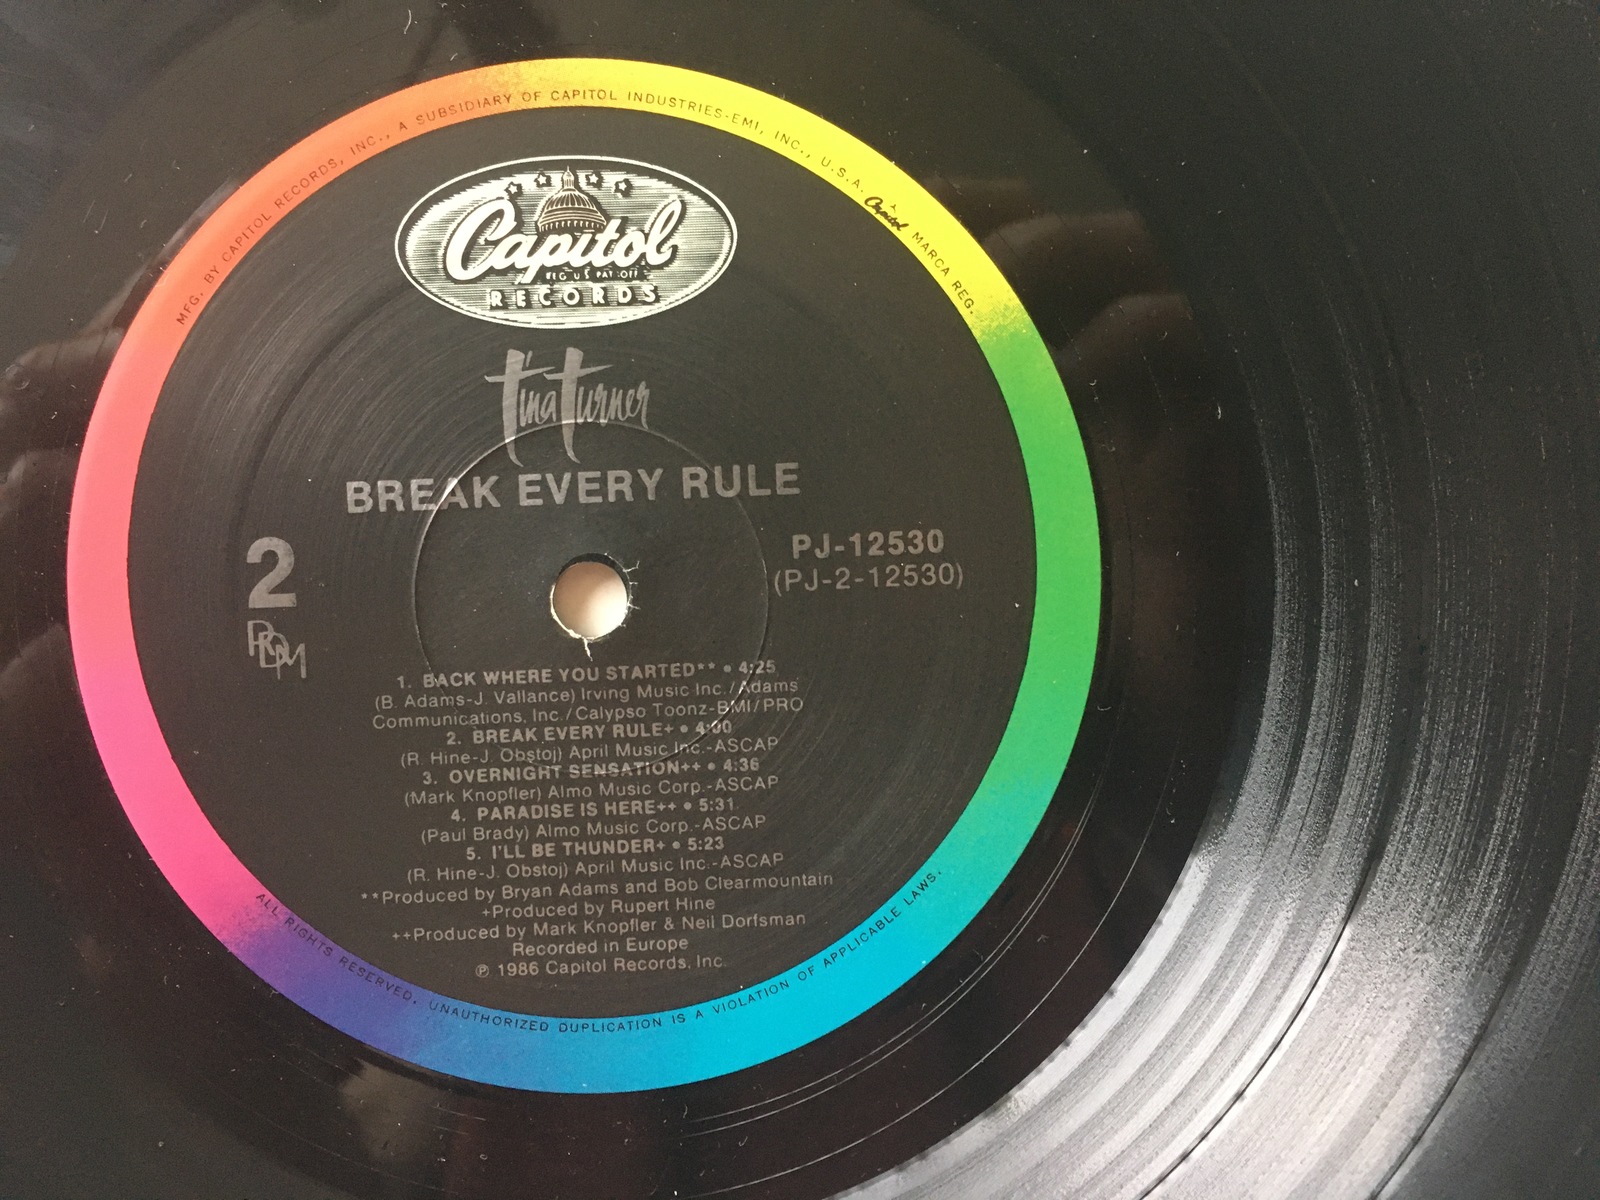 MFG. BY CAPITOL RECORDS, INC., A SUBSIDIARY OF CAPITOL INDUSTRIES-EMI, INC., U.S.A. Capitol MARCA REG.
Capitol
REG. U.S. PAT. OFF.
RECORDS
Tina Turner
BREAK EVERY RULE
2
PJ-12530
(PJ-2-12530)
1. BACK WHERE YOU STARTED** • 4:25
(B. Adams-J. Vallance) Irving Music Inc./Adams
Communications, Inc./Calypso Toonz-BMI/PRO
2. BREAK EVERY RULE+ • 4:00
(R. Hine-J. Obstoj) April Music Inc.-ASCAP
3. OVERNIGHT SENSATION++ • 4:36
(Mark Knopfler) Almo Music Corp.-ASCAP
4. PARADISE IS HERE++ • 5:31
(Paul Brady) Almo Music Corp.-ASCAP
5. I'LL BE THUNDER+ • 5:23
(R. Hine-J. Obstoj) April Music Inc.-ASCAP
**Produced by Bryan Adams and Bob Clearmountain
+Produced by Rupert Hine
++Produced by Mark Knopfler & Neil Dorfsman
Recorded in Europe
℗ 1986 Capitol Records, Inc.
ALL RIGHTS RESERVED. UNAUTHORIZED DUPLICATION IS A VIOLATION OF APPLICABLE LAWS.